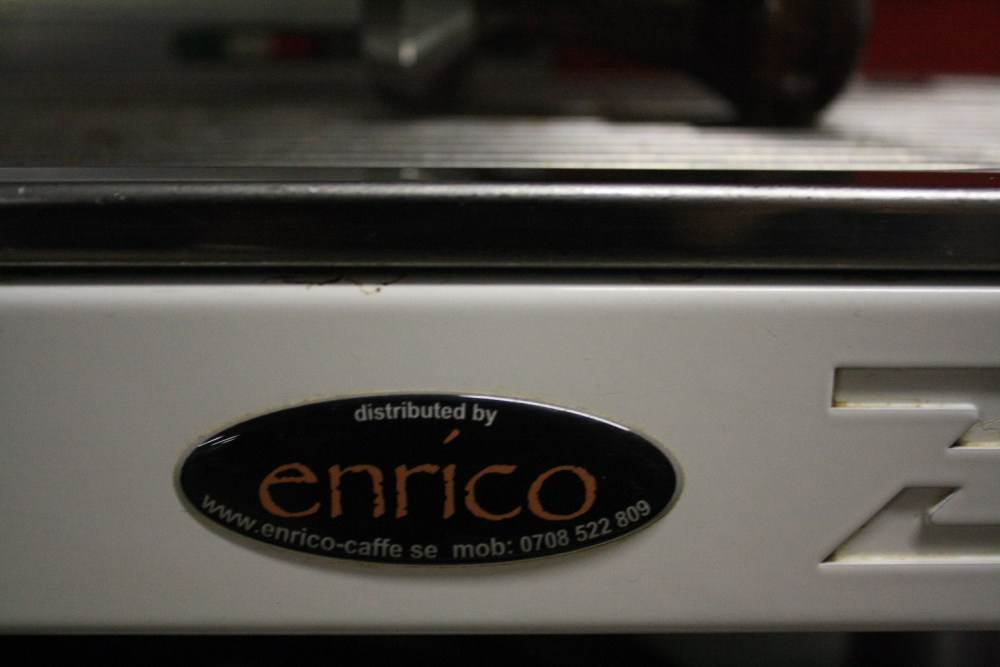 distributed by
enrico
www.enrico-caffe se mob: 0708 522 809